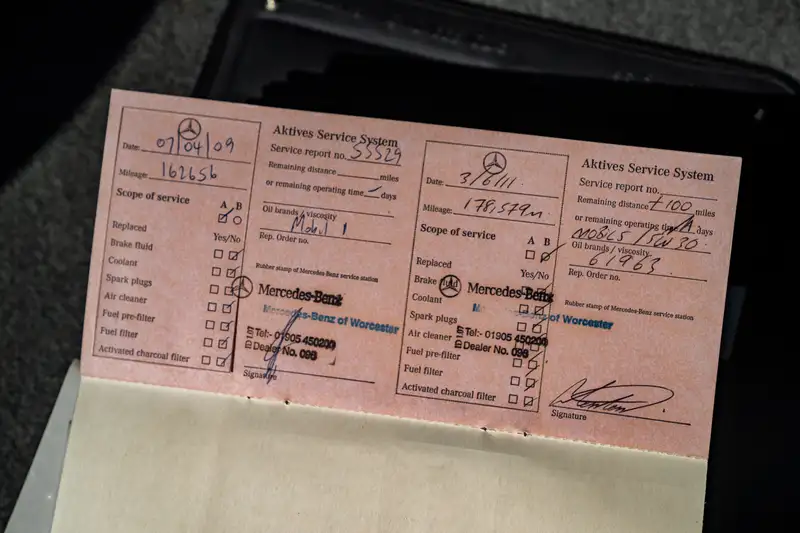 Aktives Service System
Date: 07/04/09
Service report no. 55529
Mileage: 162656
Remaining distance miles
or remaining operating time days
Scope of service
A B
Oil brands / viscosity
Mobil 1
Replaced
Yes/No
Rep. Order no.
Brake fluid
Coolant
Rubber stamp of Mercedes-Benz service station
Spark plugs
Mercedes-Benz
Air cleaner
Mercedes-Benz of Worcester
Fuel pre-filter
Tel:- 01905 450200
Fuel filter
Dealer No. 096
Activated charcoal filter
Signature
Aktives Service System
Date: 3/6/11.
Service report no.
Mileage: 178,579m
Remaining distance ± 100 miles
or remaining operating time days
Scope of service
A B
MOBIL 5/5W30.
Oil brands / viscosity
61963
Replaced
Yes/No
Rep. Order no.
Brake fluid
Coolant
Rubber stamp of Mercedes-Benz service station
Mercedes-Benz
Spark plugs
of Worcester
Air cleaner
Tel:- 01905 450200
Fuel pre-filter
Dealer No. 096
Fuel filter
Activated charcoal filter
Signature